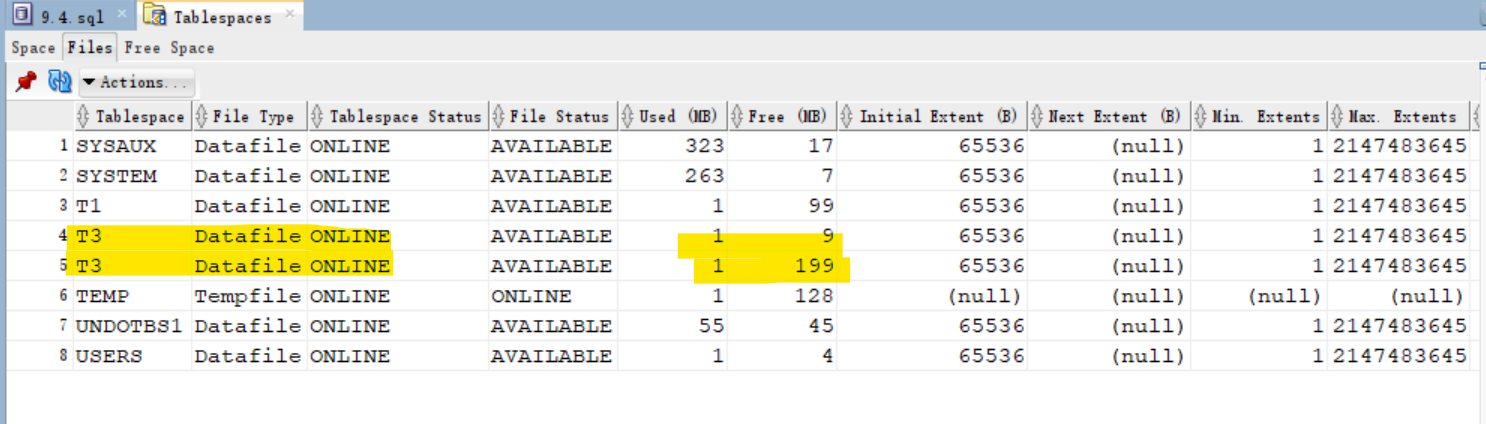 9.4.sql Tablespaces
Space Files Free Space
Actions...
Tablespace File Type Tablespace Status File Status Used (MB) Free (MB) Initial Extent (B) Next Extent (B) Min. Extents Max. Extents
1 SYSAUX Datafile ONLINE AVAILABLE 323 17 65536 (null) 1 2147483645
2 SYSTEM Datafile ONLINE AVAILABLE 263 7 65536 (null) 1 2147483645
3 T1 Datafile ONLINE AVAILABLE 1 99 65536 (null) 1 2147483645
4 T3 Datafile ONLINE AVAILABLE 1 9 65536 (null) 1 2147483645
5 T3 Datafile ONLINE AVAILABLE 1 199 65536 (null) 1 2147483645
6 TEMP Tempfile ONLINE ONLINE 1 128 (null) (null) (null) (null)
7 UNDOTBS1 Datafile ONLINE AVAILABLE 55 45 65536 (null) 1 2147483645
8 USERS Datafile ONLINE AVAILABLE 1 4 65536 (null) 1 2147483645